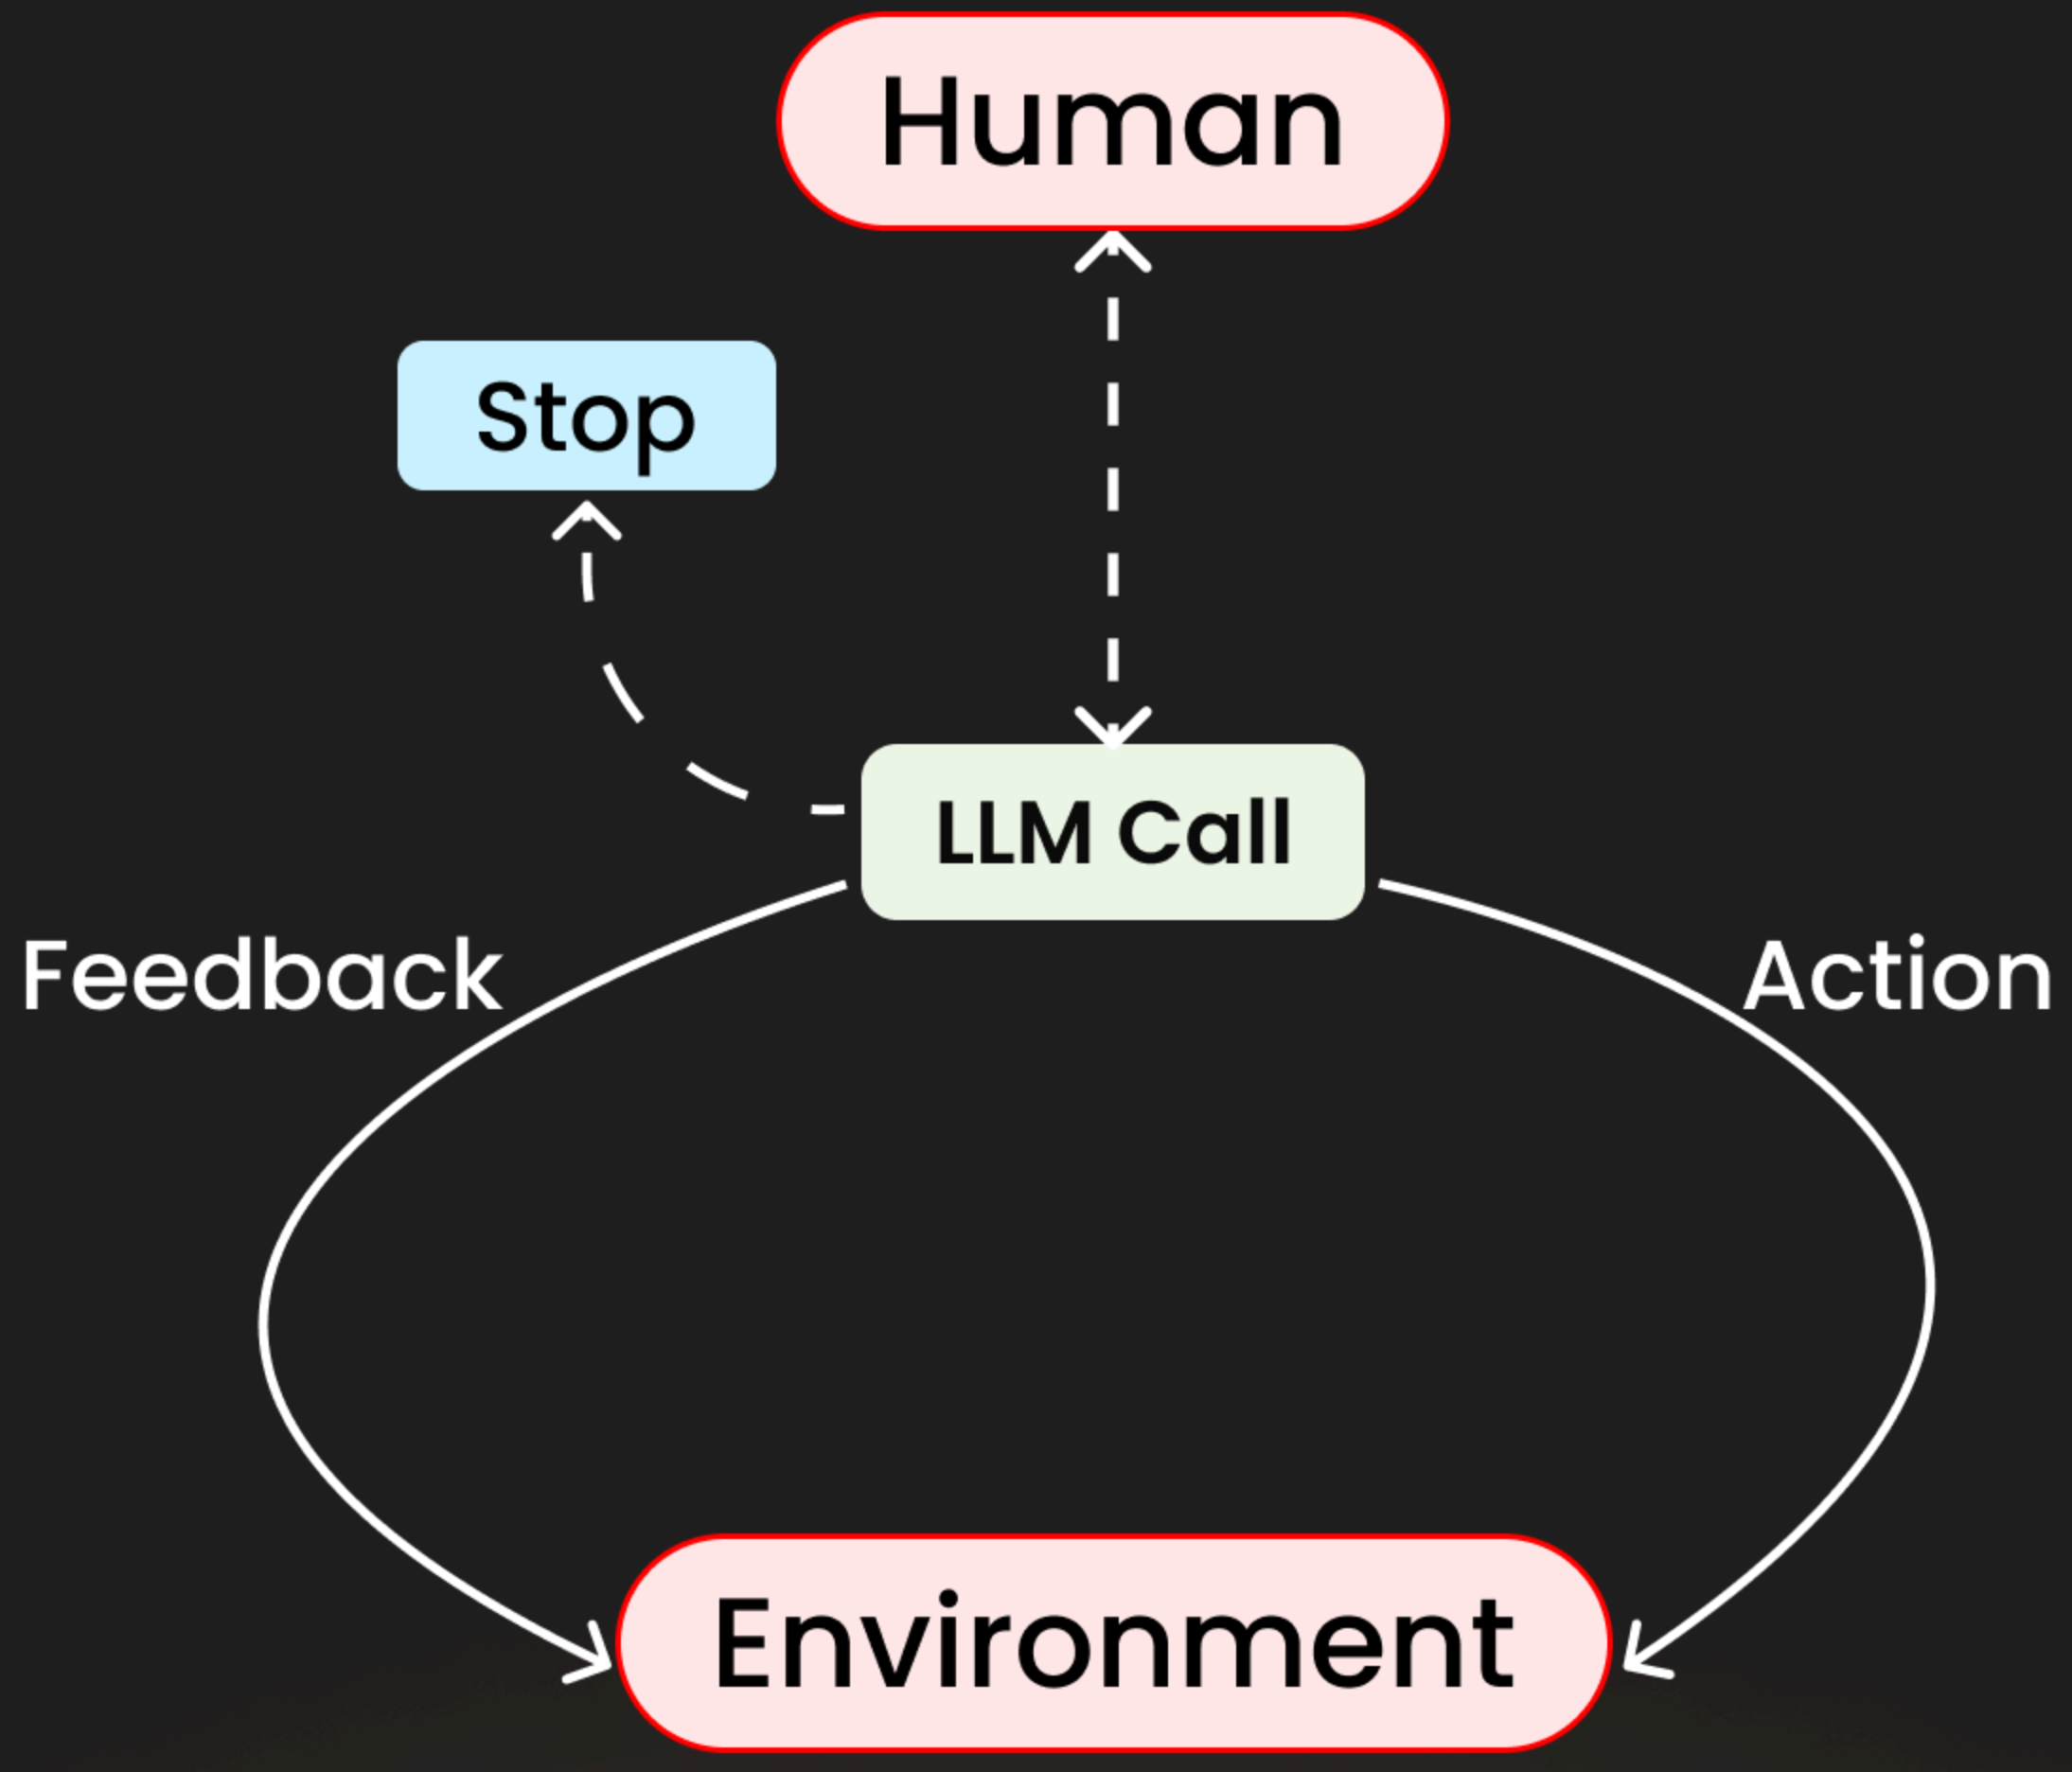 Human
Stop
LLM Call
Feedback
Action
Environment